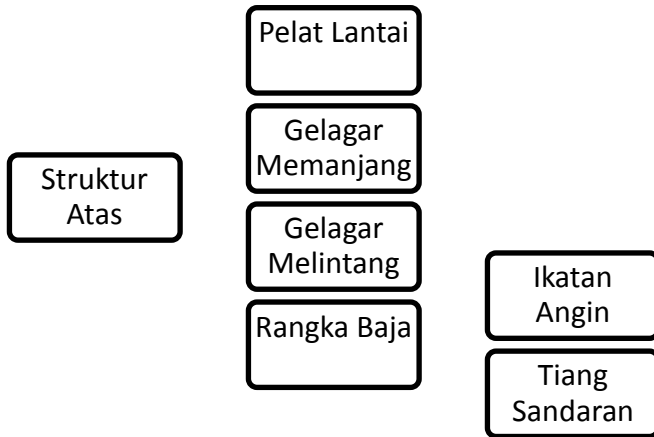 Struktur
Atas
Pelat Lantai
Gelagar
Memanjang
Gelagar
Melintang
Rangka Baja
Ikatan
Angin
Tiang
Sandaran